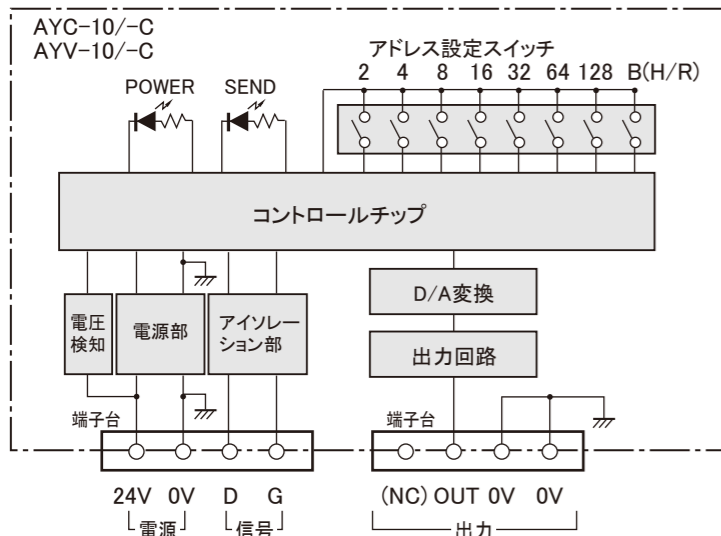 AYC-10/-C
AYV-10/-C
アドレス設定スイッチ
2 4 8 16 32 64 128 B(H/R)
POWER SEND
コントロールチップ
D/A変換
電圧
検知
電源部
アイソレー
ション部
出力回路
端子台 端子台
24V 0V D G (NC) OUT 0V 0V
電源 信号 出力